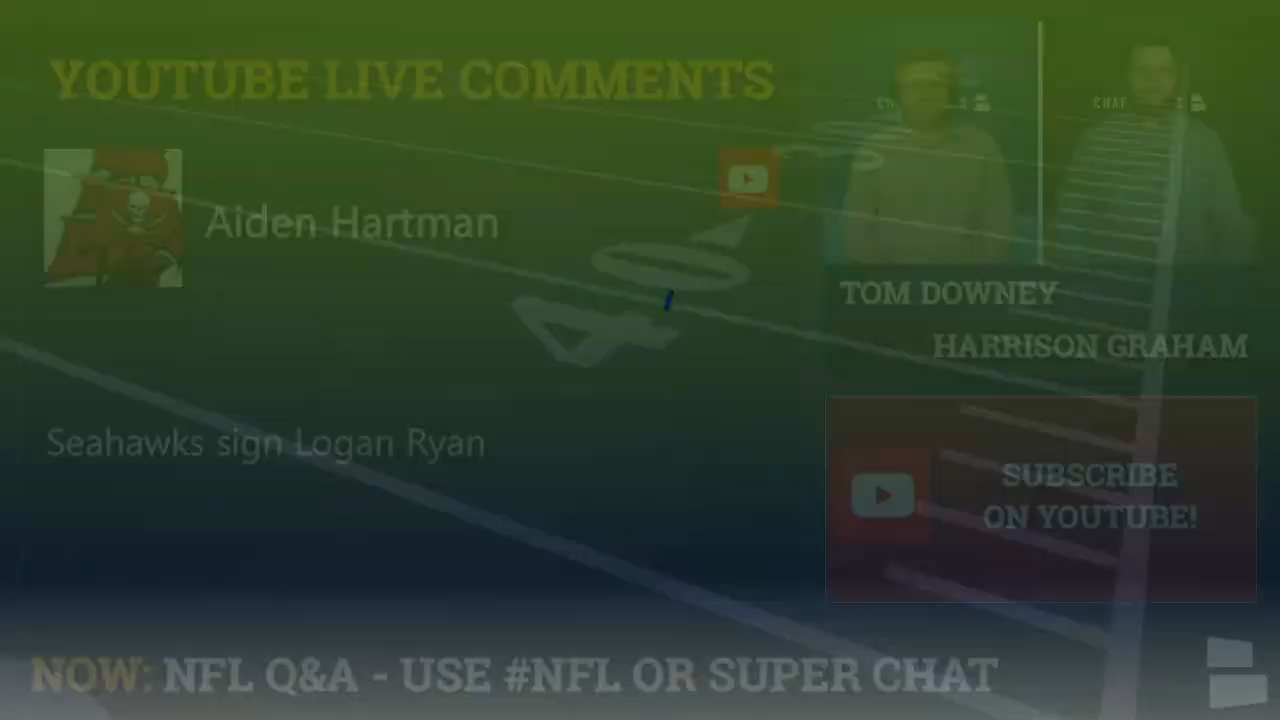 YOUTUBE LIVE COMMENTS
CHAT
Aiden Hartman
TOM DOWNEY
HARRISON GRAHAM
Seahawks sign Logan Ryan
SUBSCRIBE
ON YOUTUBE!
NOW: NFL Q&A - USE #NFL OR SUPER CHAT